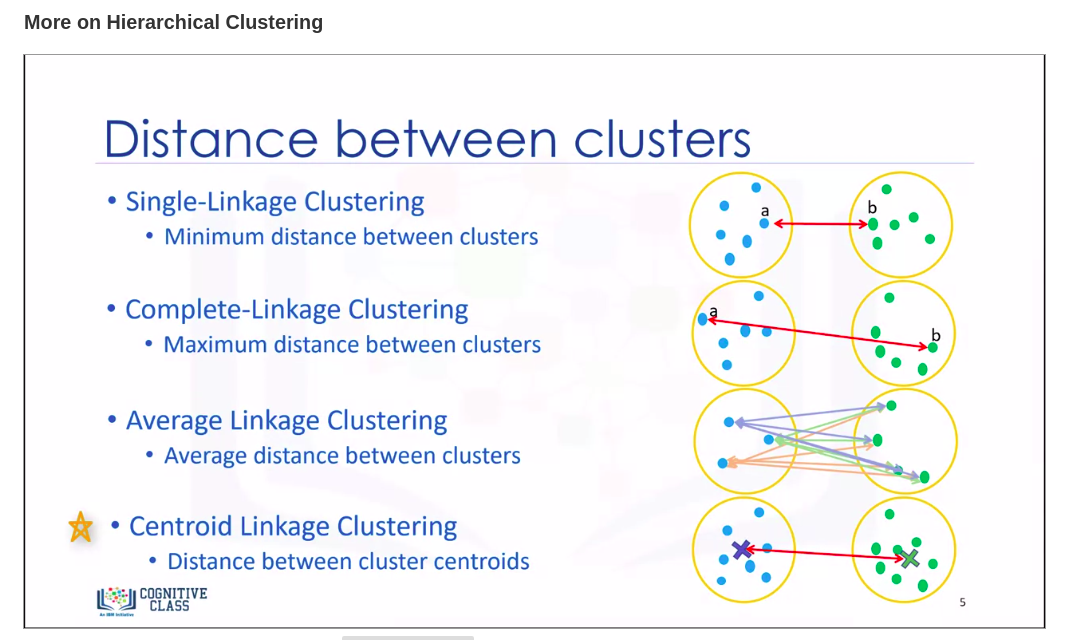 More on Hierarchical Clustering
Distance between clusters
• Single-Linkage Clustering
• Minimum distance between clusters
a
b
• Complete-Linkage Clustering
• Maximum distance between clusters
a
b
• Average Linkage Clustering
• Average distance between clusters
• Centroid Linkage Clustering
• Distance between cluster centroids
COGNITIVE
CLASS
An IBM Initiative
5